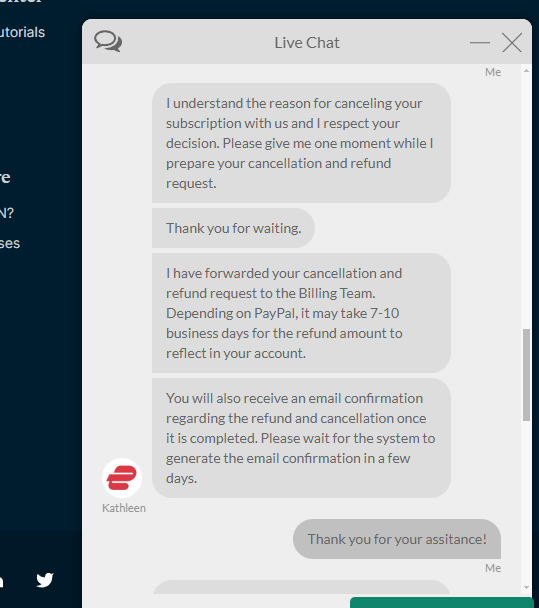 utorials
Live Chat
Me
I understand the reason for canceling your
subscription with us and I respect your
decision. Please give me one moment while I
prepare your cancellation and refund
request.
Thank you for waiting.
I have forwarded your cancellation and
refund request to the Billing Team.
Depending on PayPal, it may take 7-10
business days for the refund amount to
reflect in your account.
You will also receive an email confirmation
regarding the refund and cancellation once
it is completed. Please wait for the system to
generate the email confirmation in a few
days.
Kathleen
Thank you for your assitance!
Me
re
N?
ses